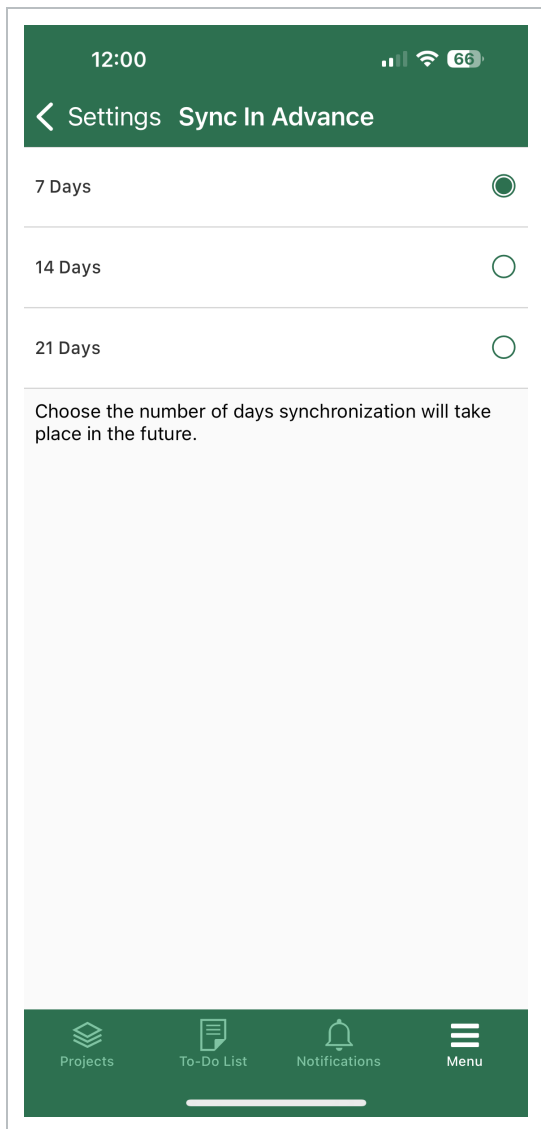 12:00
66
Settings Sync In Advance
7 Days
14 Days
21 Days
Choose the number of days synchronization will take
place in the future.
Projects To-Do List Notifications Menu